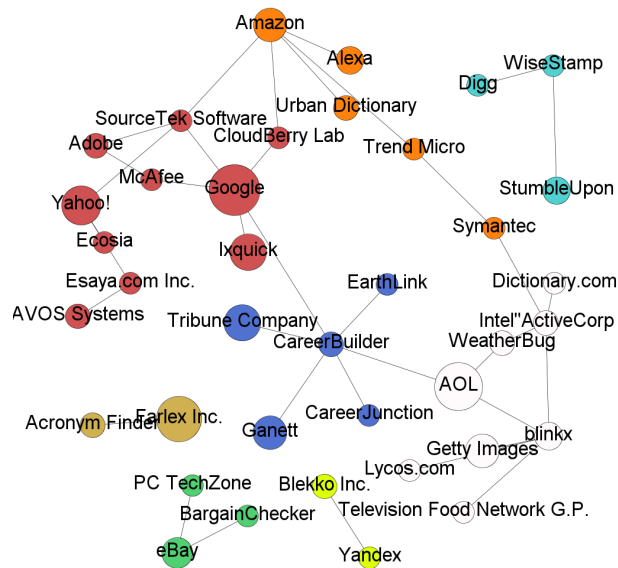 Amazon
Alexa
WiseStamp
Digg
Urban Dictionary
SourceTek Software
CloudBerry Lab
Adobe
Trend Micro
McAfee
Google
Yahoo!
StumbleUpon
Symantec
Ecosia
Ixquick
Esaya.com Inc.
EarthLink
Dictionary.com
AVOS Systems
Tribune Company
Intel"ActiveCorp
CareerBuilder
WeatherBug
AOL
Acronym Finder
Farlex Inc.
CareerJunction
Ganett
blinkx
Getty Images
Lycos.com
PC TechZone
Blekko Inc.
BargainChecker
Television Food Network G.P.
eBay
Yandex